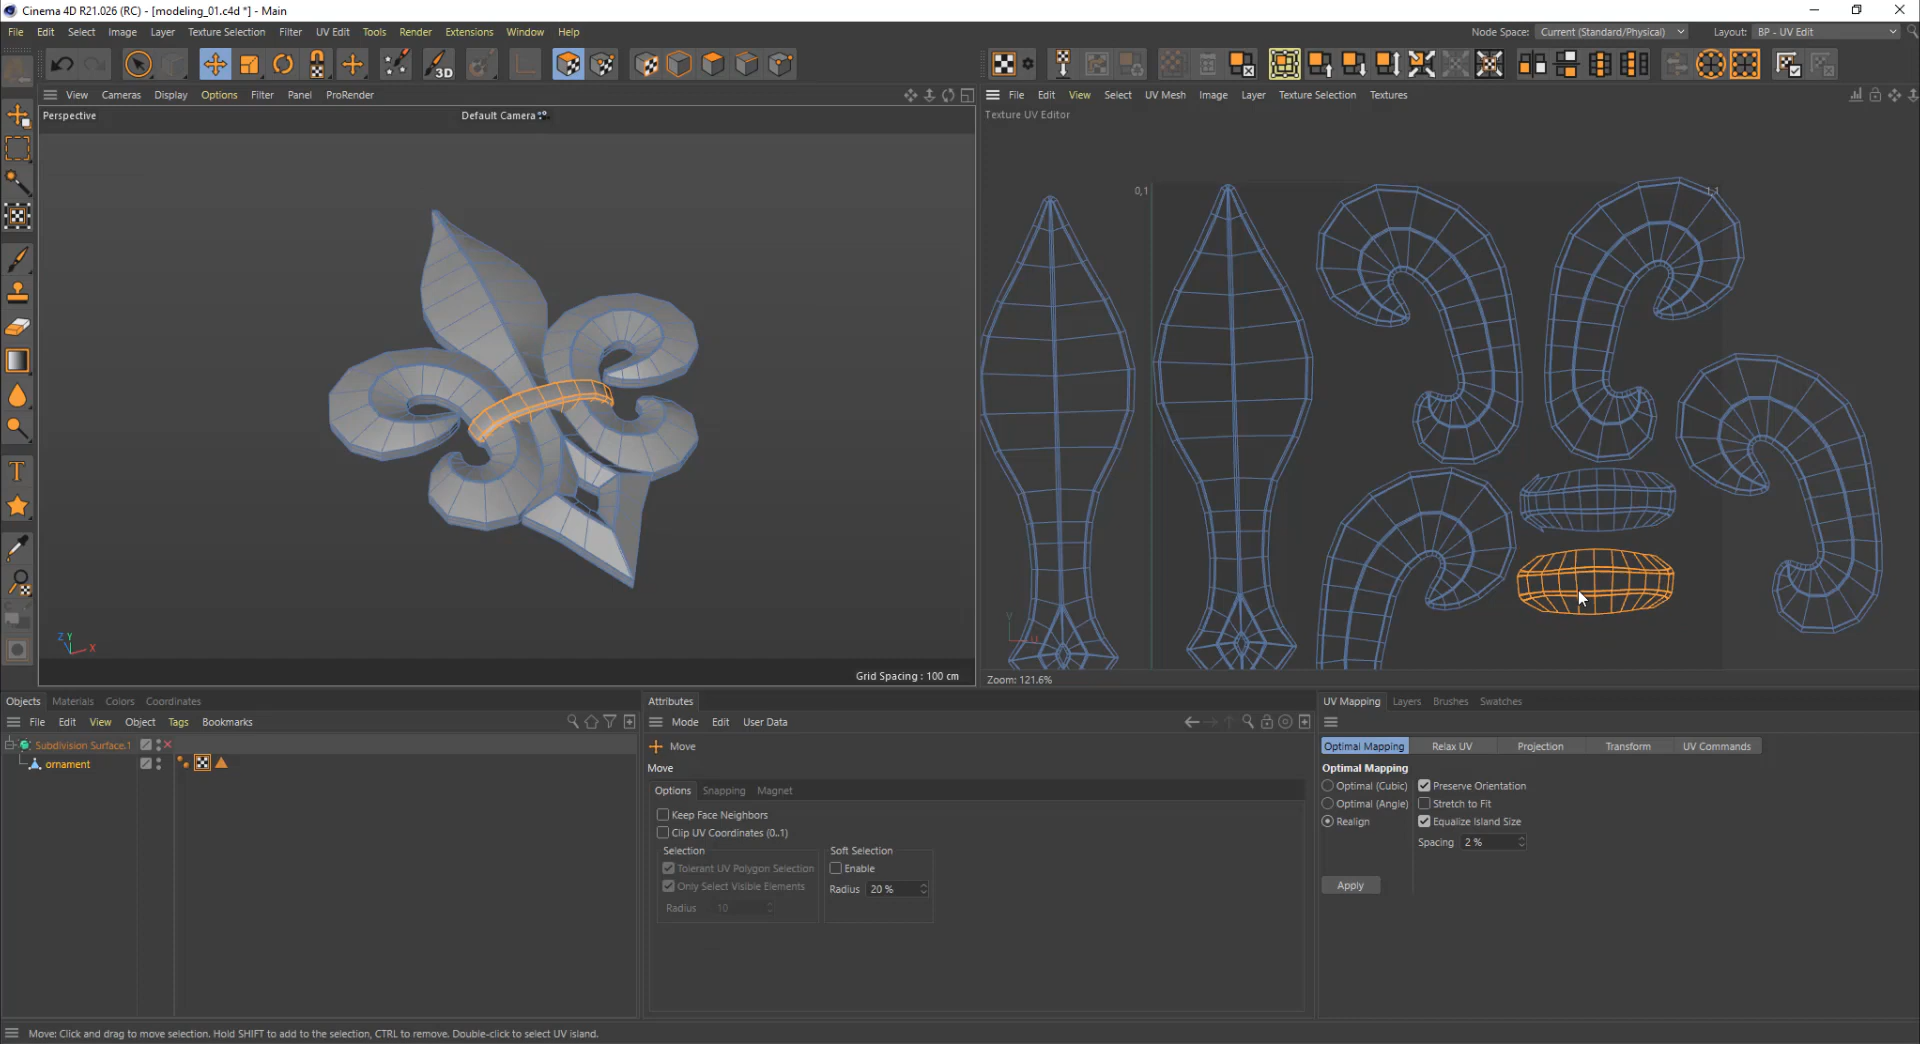 Cinema 4D R21.026 (RC) - [modeling_01.c4d *] - Main
File Edit Select Image Layer Texture Selection Filter UV Edit Tools Render Extensions Window Help
Node Space: Current (Standard/Physical) Layout: BP - UV Edit
3D
View Cameras Display Options Filter Panel ProRender
File Edit View Select UV Mesh Image Layer Texture Selection Textures
Perspective
Default Camera
Texture UV Editor
0,1
1,1
Z Y X
Grid Spacing : 100 cm
Zoom: 121.6%
Objects Materials Colors Coordinates
Attributes
UV Mapping Layers Brushes Swatches
File Edit View Object Tags Bookmarks
Mode Edit User Data
Subdivision Surface.1
ornament
Move
Move
Options Snapping Magnet
Keep Face Neighbors
Clip UV Coordinates (0..1)
Selection
Tolerant UV Polygon Selection
Only Select Visible Elements
Radius 10
Soft Selection
Enable
Radius 20 %
Optimal Mapping Relax UV Projection Transform UV Commands
Optimal Mapping
Optimal (Cubic) Preserve Orientation
Optimal (Angle) Stretch to Fit
Realign Equalize Island Size
Spacing 2 %
Apply
Move: Click and drag to move selection. Hold SHIFT to add to the selection, CTRL to remove. Double-click to select UV island.